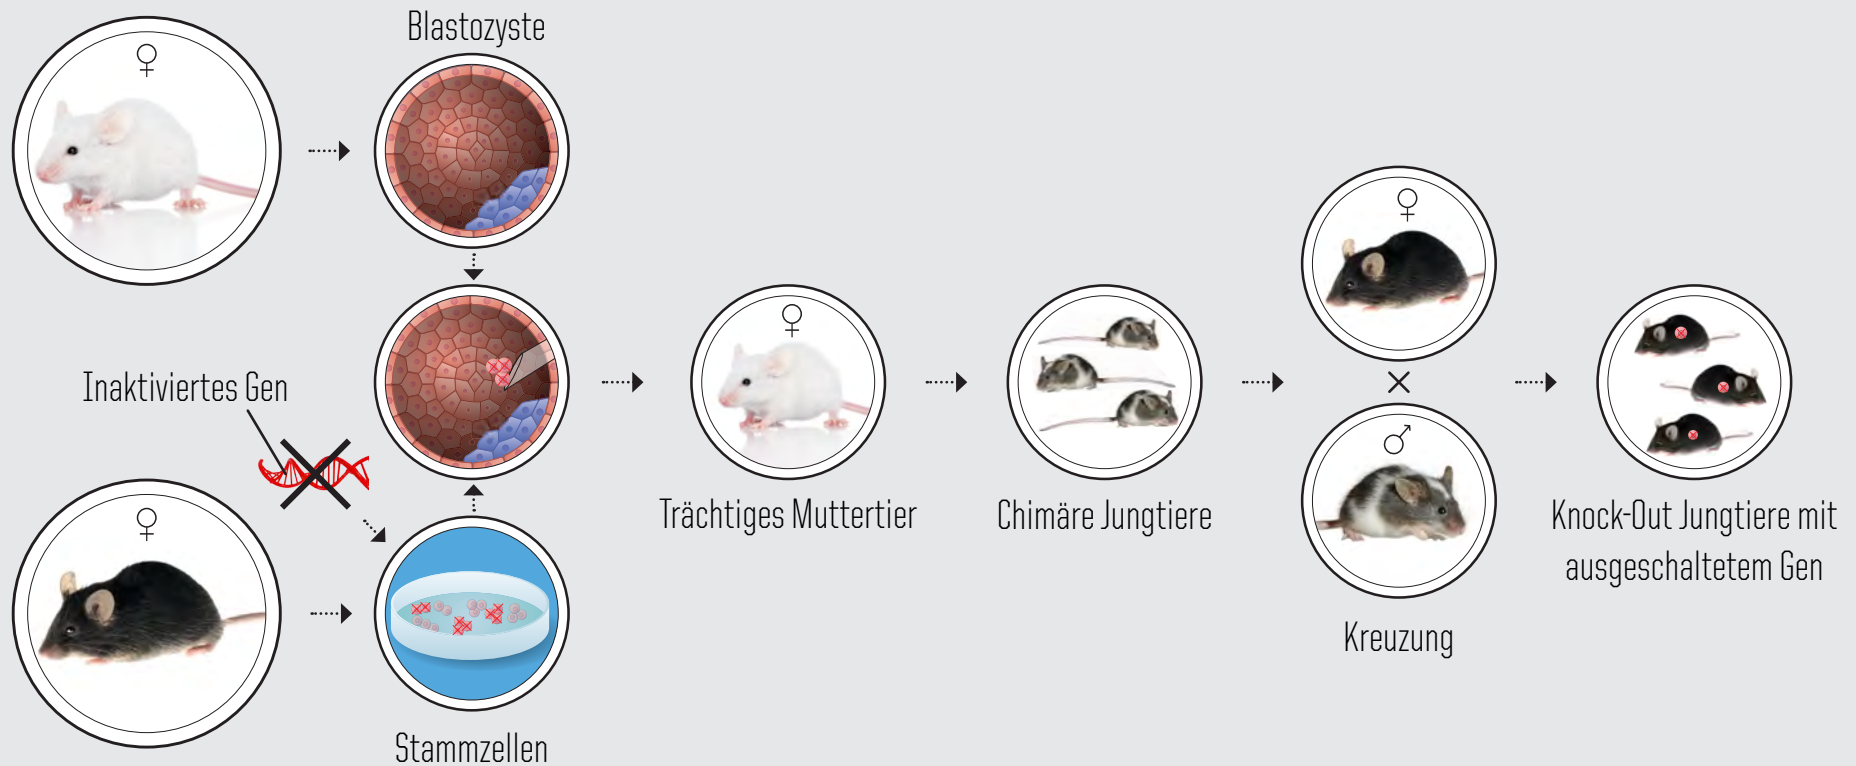 Blastozyste
Inaktiviertes Gen
Stammzellen
Trächtiges Muttertier
Chimäre Jungtiere
Kreuzung
Knock-Out Jungtiere mit
ausgeschaltetem Gen